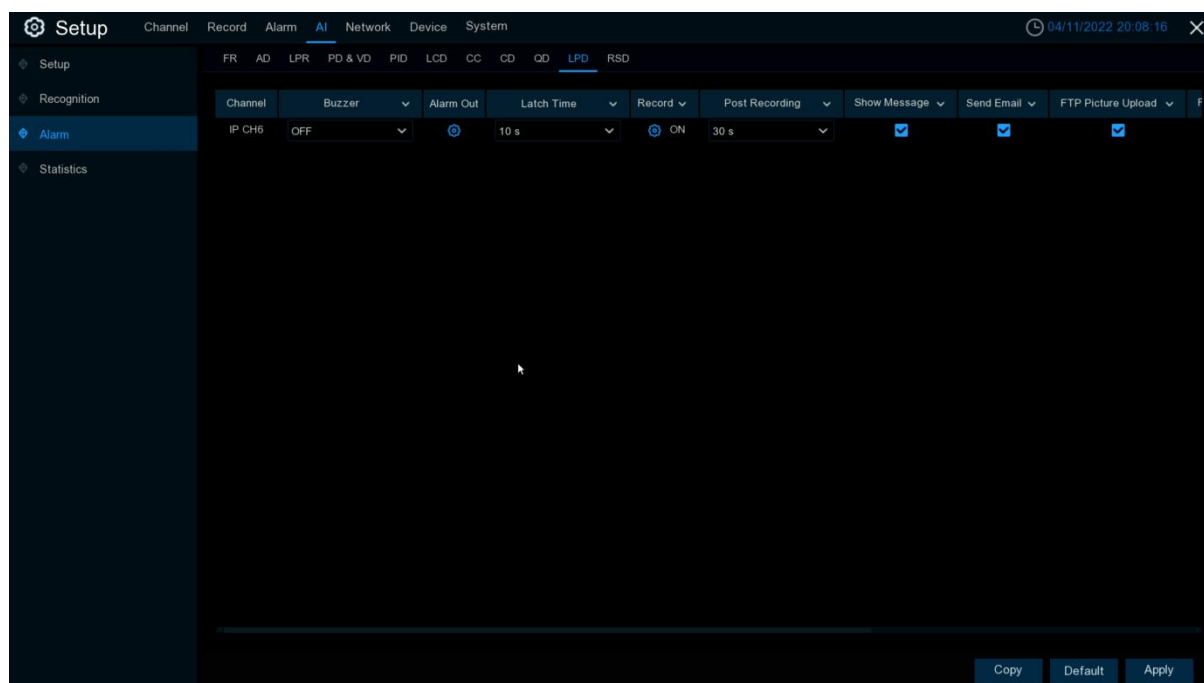 Setup Channel Record Alarm AI Network Device System 04/11/2022 20:08:16
Setup FR AD LPR PD & VD PID LCD CC CD QD LPD RSD
Recognition
Channel Buzzer Alarm Out Latch Time Record Post Recording Show Message Send Email FTP Picture Upload F
Alarm
IP CH6 OFF 10 s ON 30 s
Statistics
Copy Default Apply